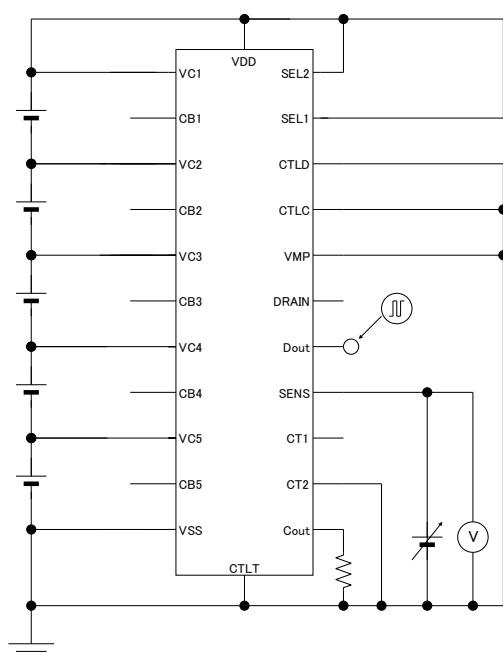 VDD
VC1
SEL2
CB1
SEL1
VC2
CTLD
CB2
CTLC
VC3
VMP
CB3
DRAIN
VC4
Dout
CB4
SENS
VC5
CT1
CB5
CT2
VSS
Cout
V
CTLT